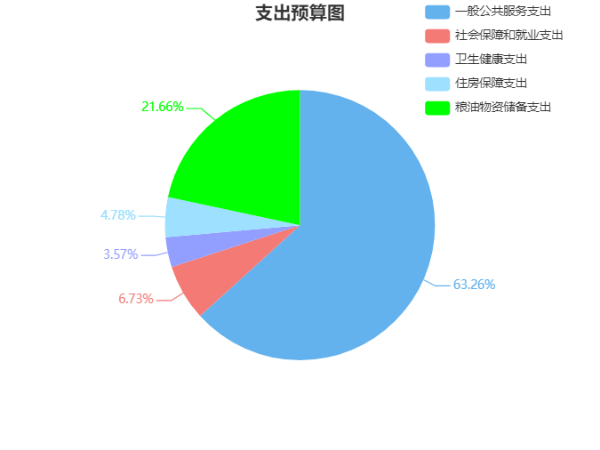 支出预算图
一般公共服务支出
社会保障和就业支出
卫生健康支出
住房保障支出
粮油物资储备支出
21.66%
4.78%
3.57%
6.73%
63.26%